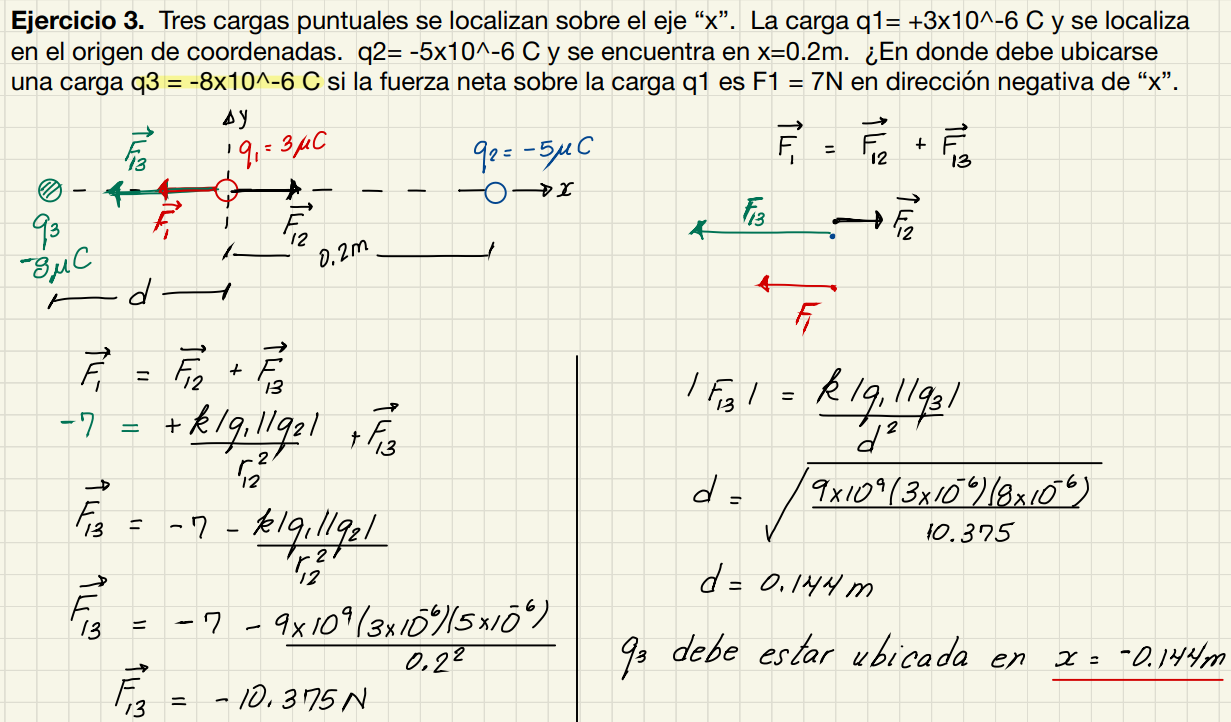 Ejercicio 3. Tres cargas puntuales se localizan sobre el eje “x”. La carga q1= +3x10^-6 C y se localiza
en el origen de coordenadas. q2= -5x10^-6 C y se encuentra en x=0.2m. ¿En donde debe ubicarse
una carga q3 = -8x10^-6 C si la fuerza neta sobre la carga q1 es F1 = 7N en dirección negativa de “x”.
y
F₁₃
q₁ = 3μC
q₂ = -5μC
x
q₃
-8μC
F₁
F₁₂
0.2m
d
F₁ = F₁₂ + F₁₃
F₁₃
F₁₂
F₁
F₁ = F₁₂ + F₁₃
-7 = + k|q₁||q₂| / r₁₂² + F₁₃
F₁₃ = -7 - k|q₁||q₂| / r₁₂²
F₁₃ = -7 - 9x10⁹(3x10⁻⁶)(5x10⁻⁶) / 0.2²
F₁₃ = -10.375N
|F₁₃| = k|q₁||q₃| / d²
d = √ 9x10⁹(3x10⁻⁶)(8x10⁻⁶) / 10.375
d = 0.144m
q₃ debe estar ubicada en x = -0.144m